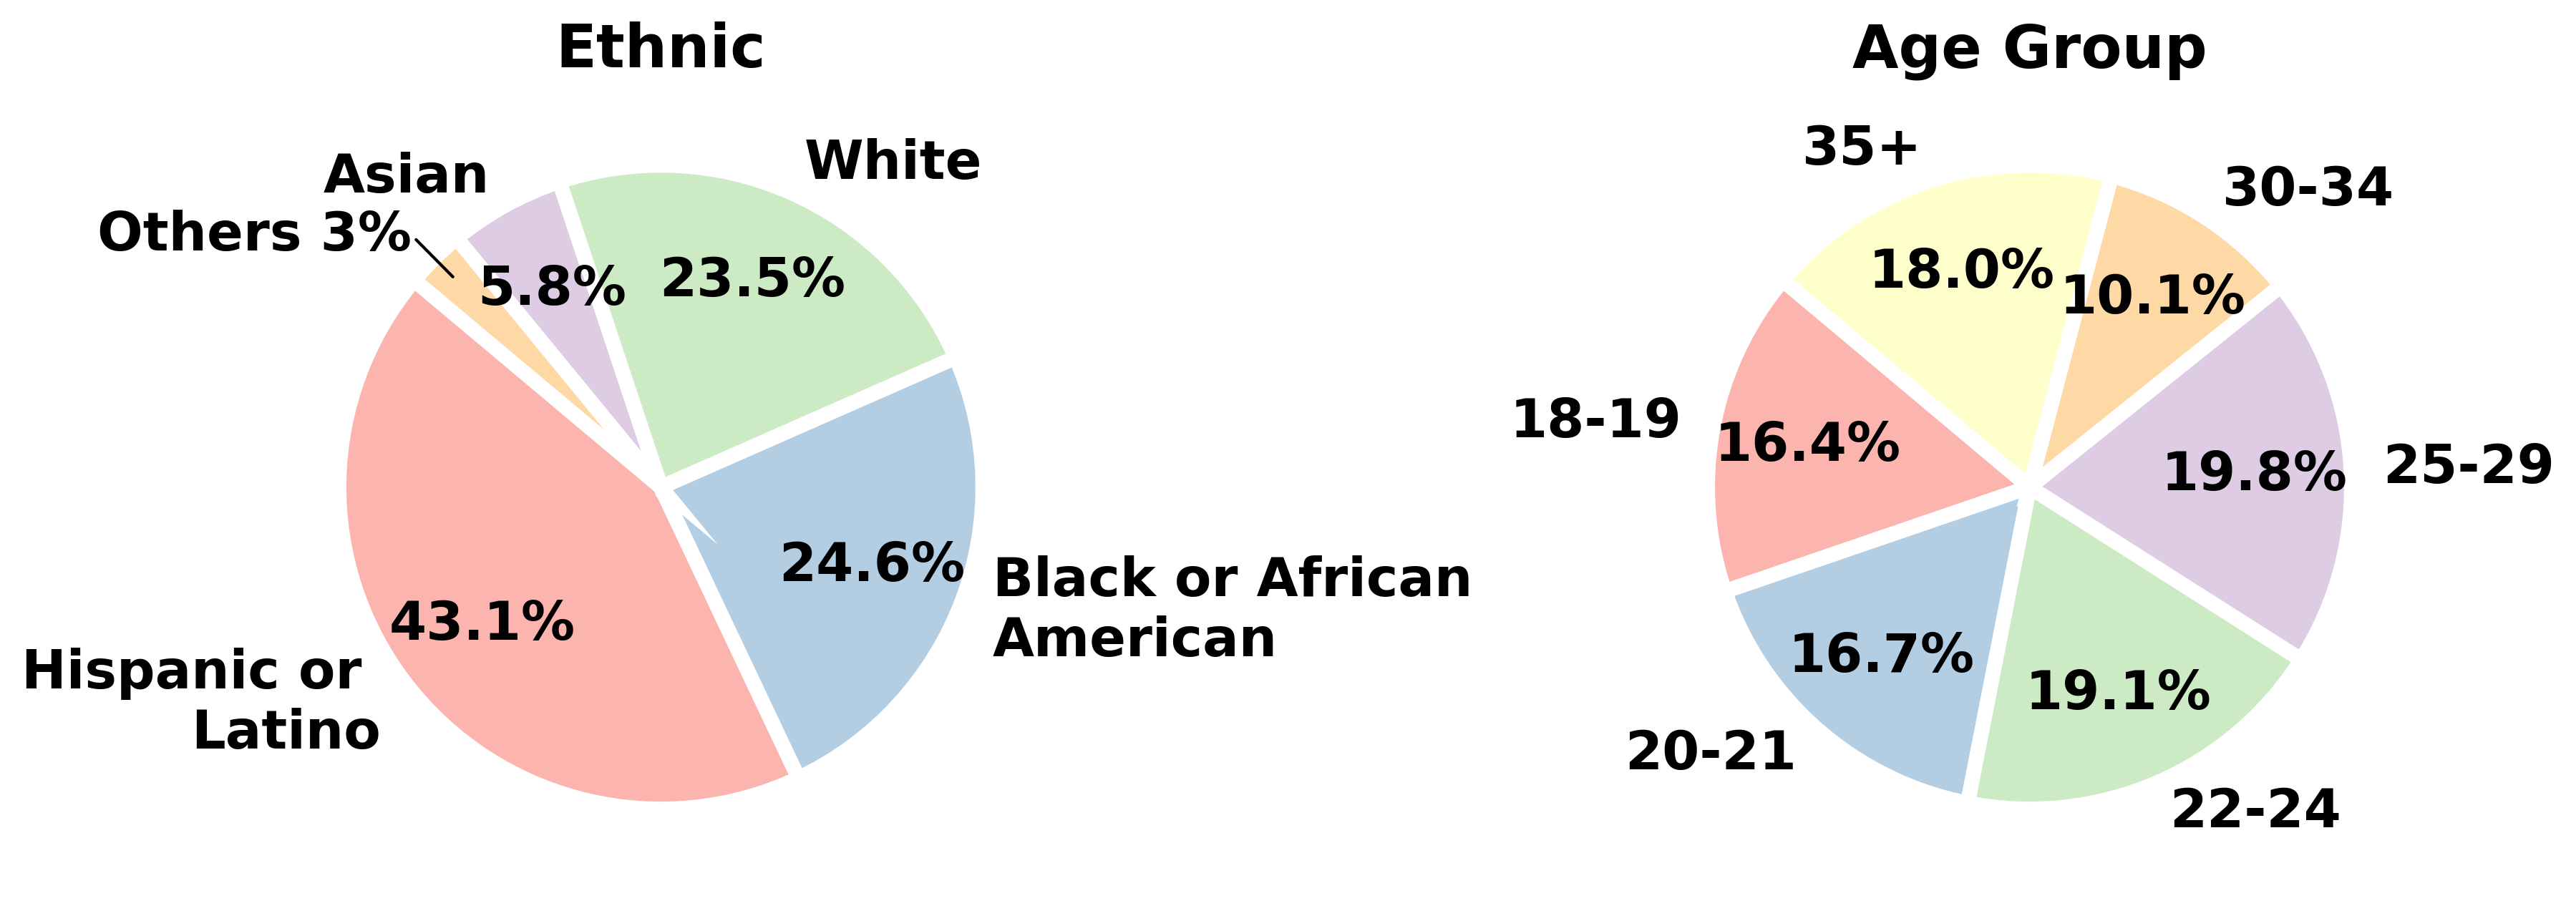 Ethnic
White
Asian
Others 3%
5.8%
23.5%
24.6%
Black or African
American
43.1%
Hispanic or
Latino
Age Group
35+
30-34
18.0%
10.1%
18-19
16.4%
19.8%
25-29
16.7%
19.1%
20-21
22-24